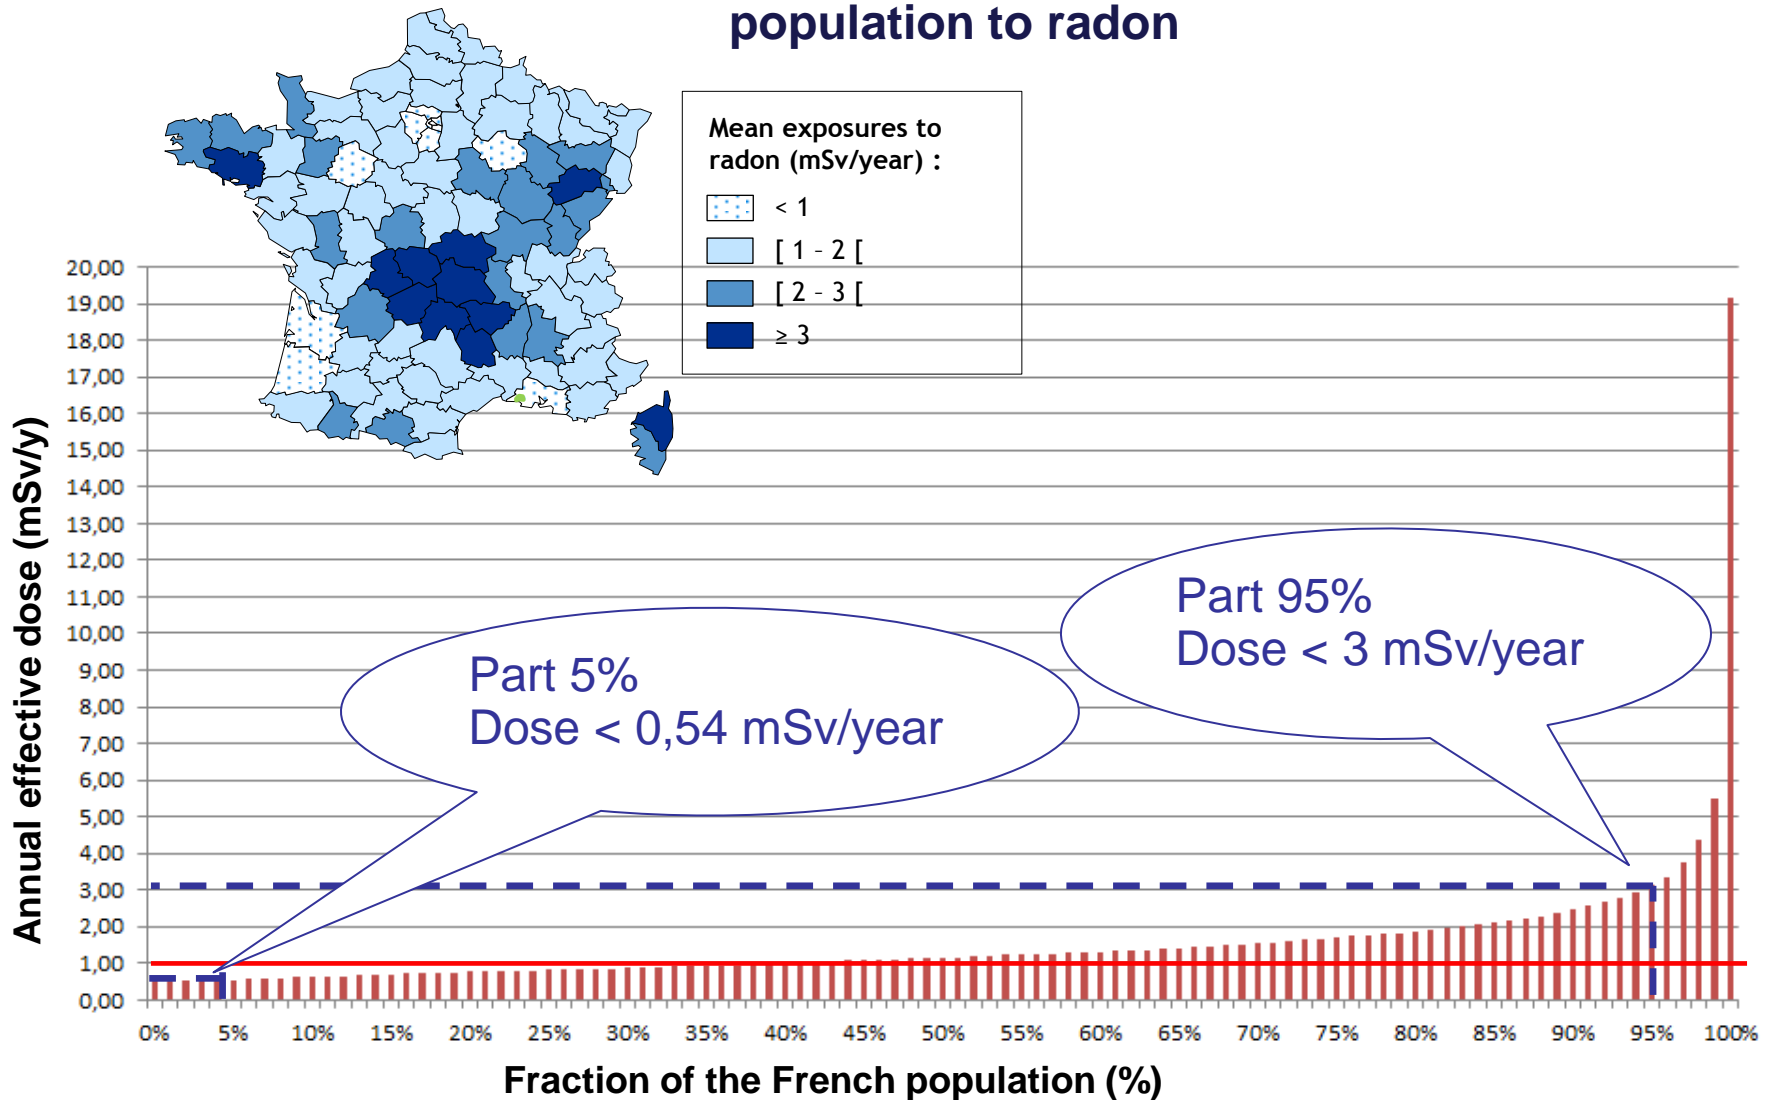 population to radon
Mean exposures to
radon (mSv/year) :
< 1
[ 1 – 2 [
[ 2 – 3 [
≥ 3
Annual effective dose (mSv/y)
20,00
19,00
18,00
17,00
16,00
15,00
14,00
13,00
12,00
11,00
10,00
9,00
8,00
7,00
6,00
5,00
4,00
3,00
2,00
1,00
0,00
Part 5%
Dose < 0,54 mSv/year
Part 95%
Dose < 3 mSv/year
0% 5% 10% 15% 20% 25% 30% 35% 40% 45% 50% 55% 60% 65% 70% 75% 80% 85% 90% 95% 100%
Fraction of the French population (%)